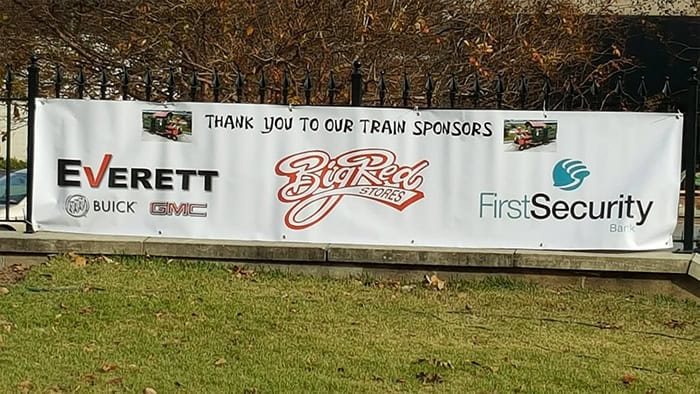 THANK YOU TO OUR TRAIN SPONSORS
EVERETT
BUICK GMC
Big Red
STORES
FirstSecurity
Bank